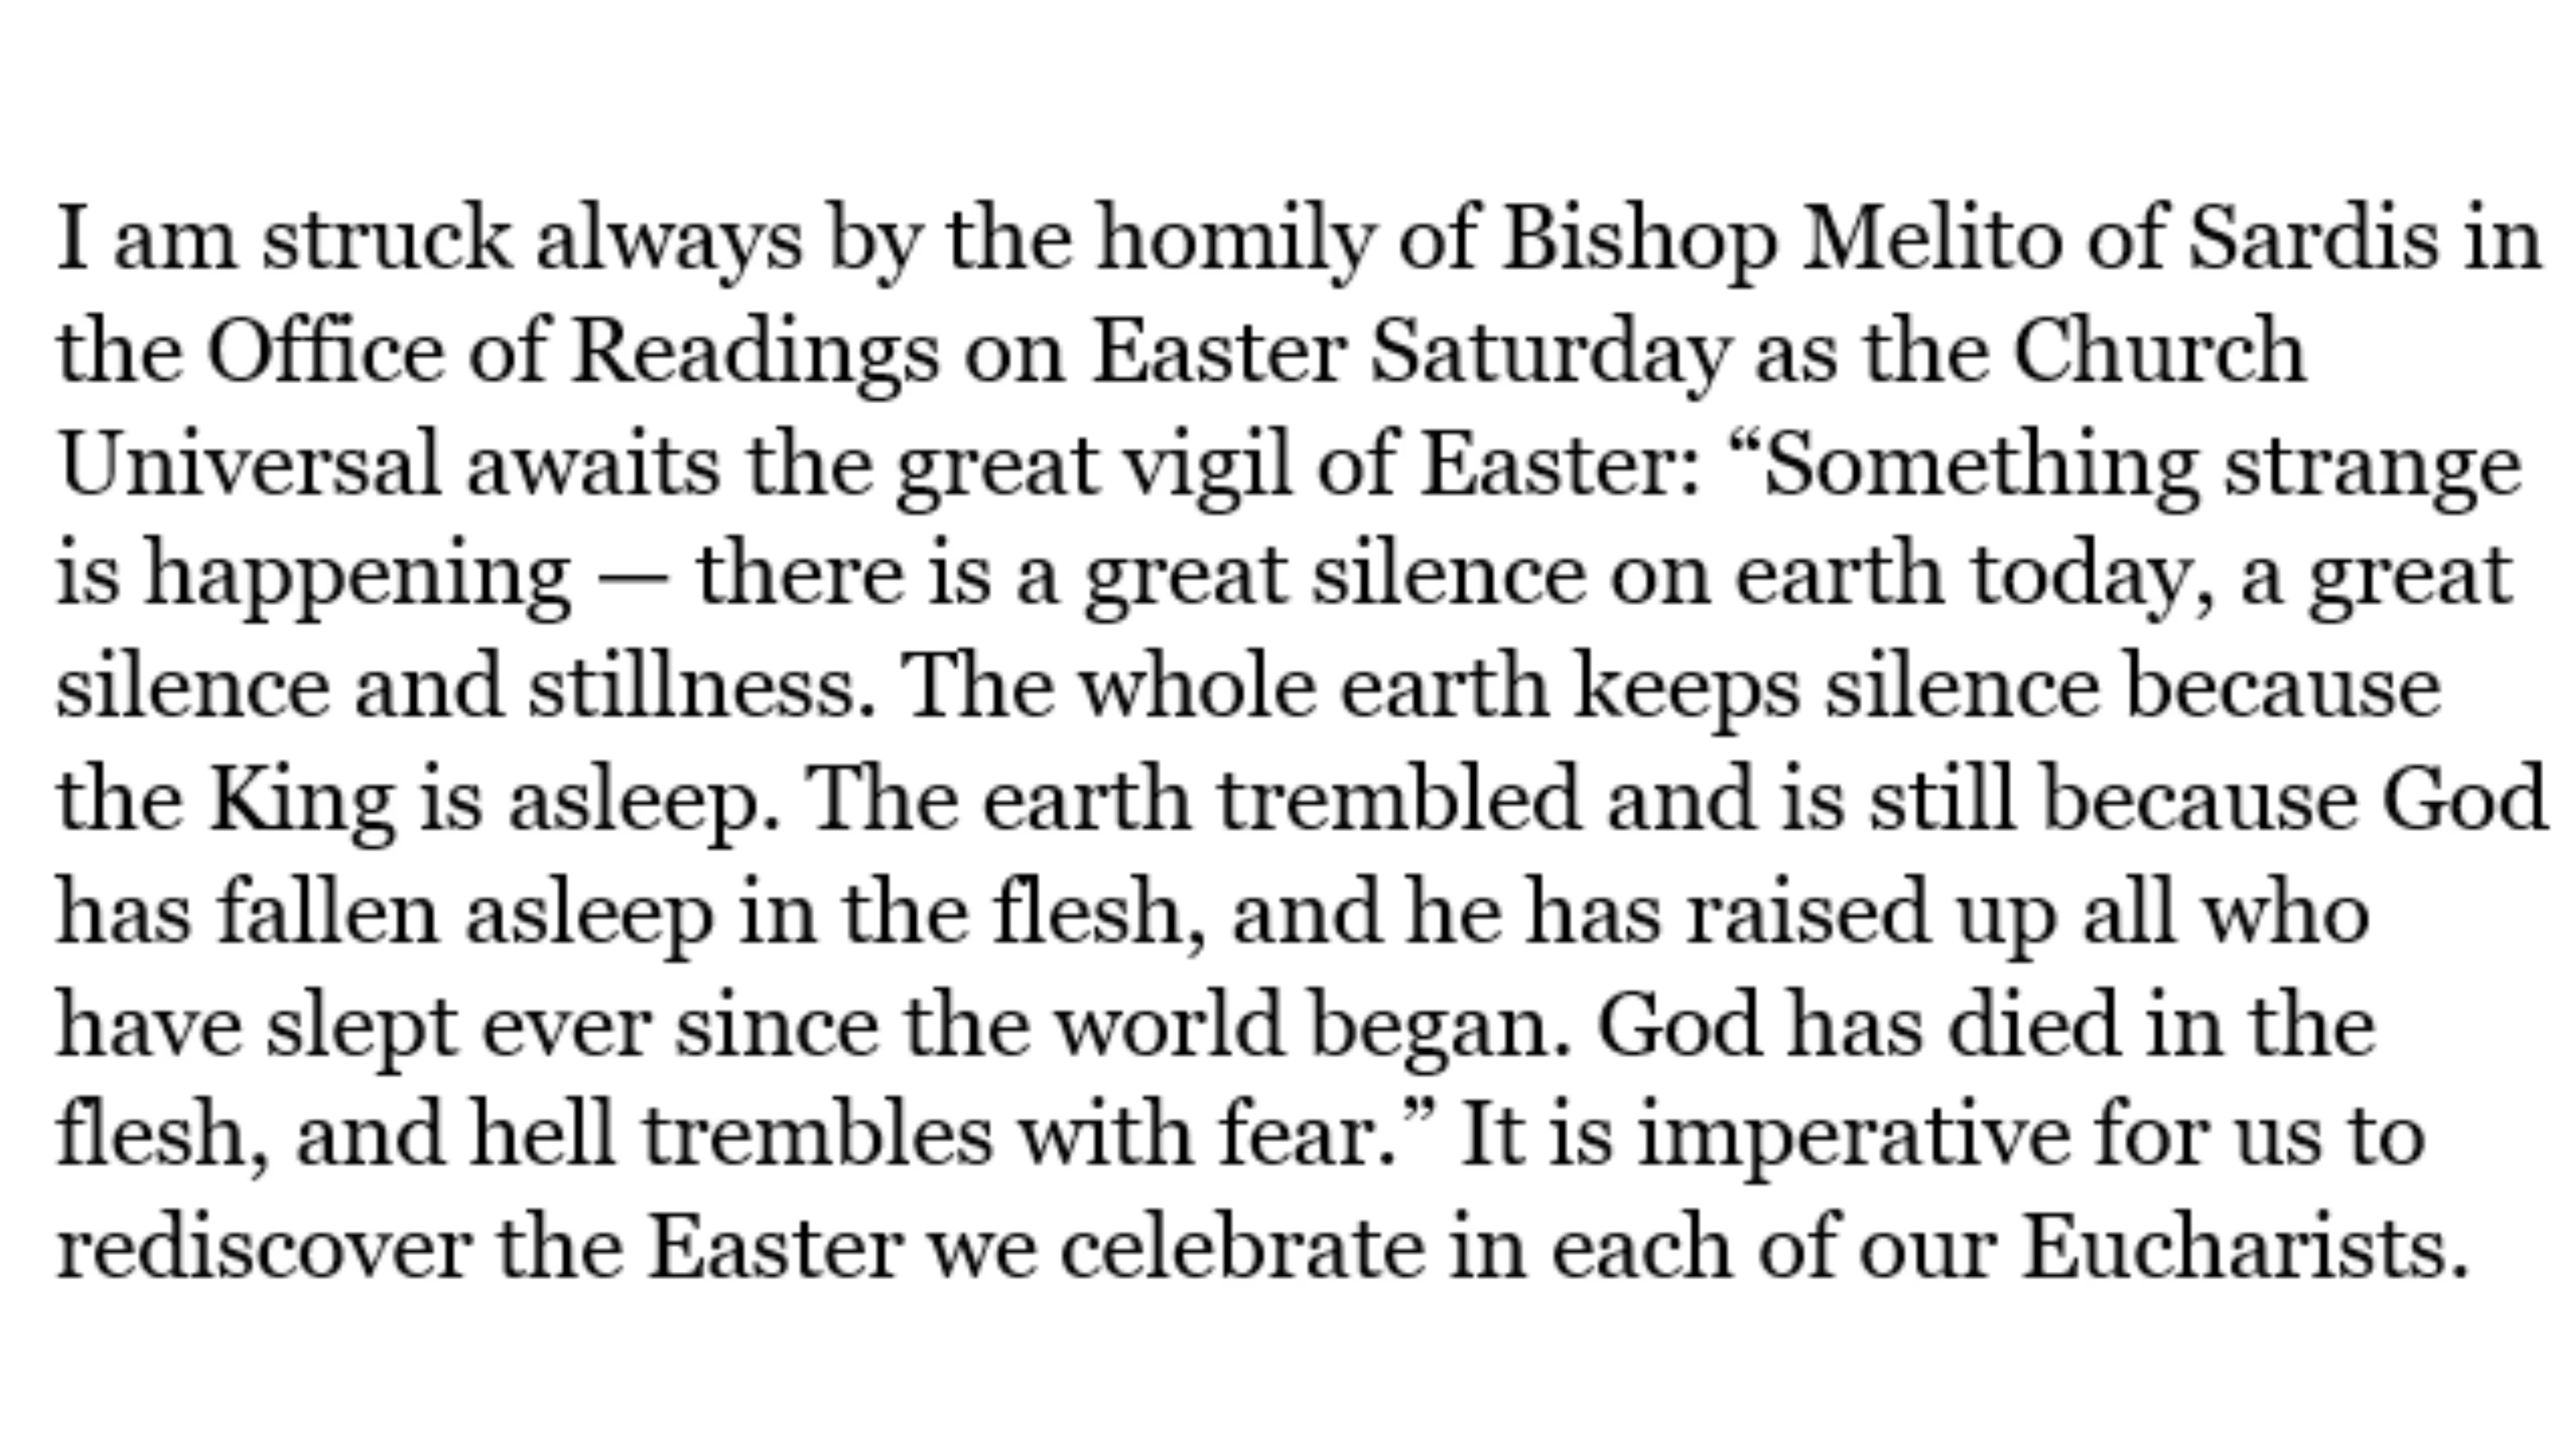 I am struck always by the homily of Bishop Melito of Sardis in
the Office of Readings on Easter Saturday as the Church
Universal awaits the great vigil of Easter: “Something strange
is happening — there is a great silence on earth today, a great
silence and stillness. The whole earth keeps silence because
the King is asleep. The earth trembled and is still because God
has fallen asleep in the flesh, and he has raised up all who
have slept ever since the world began. God has died in the
flesh, and hell trembles with fear.” It is imperative for us to
rediscover the Easter we celebrate in each of our Eucharists.